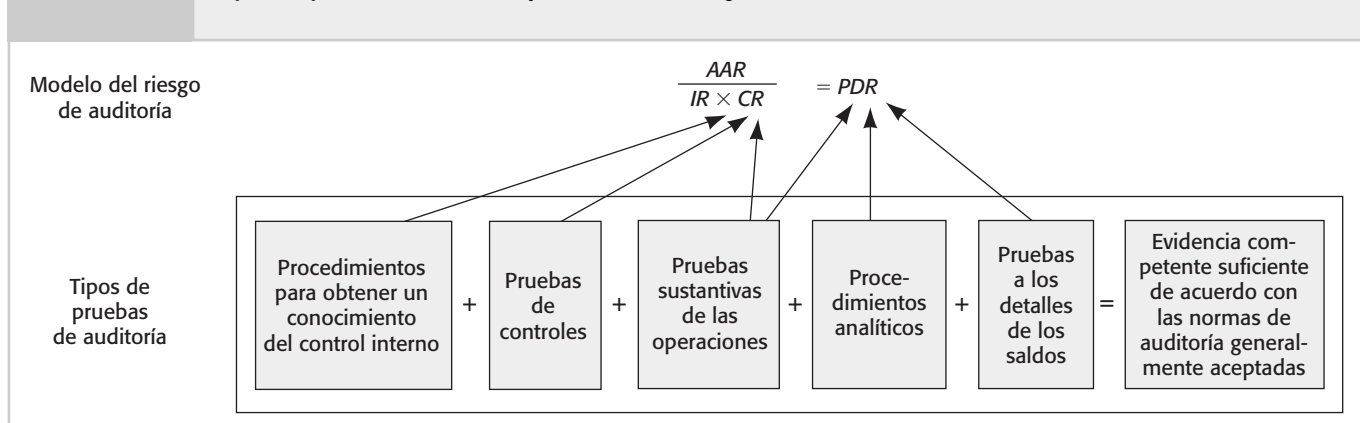 Modelo del riesgo
de auditoría
AAR
IR × CR
= PDR
Tipos de
pruebas
de auditoría
Procedimientos
para obtener un
conocimiento
del control interno
+
Pruebas
de
controles
+
Pruebas
sustantivas
de las
operaciones
+
Proce-
dimientos
analíticos
+
Pruebas
a los
detalles
de los
saldos
=
Evidencia com-
petente suficiente
de acuerdo con
las normas de
auditoría general-
mente aceptadas